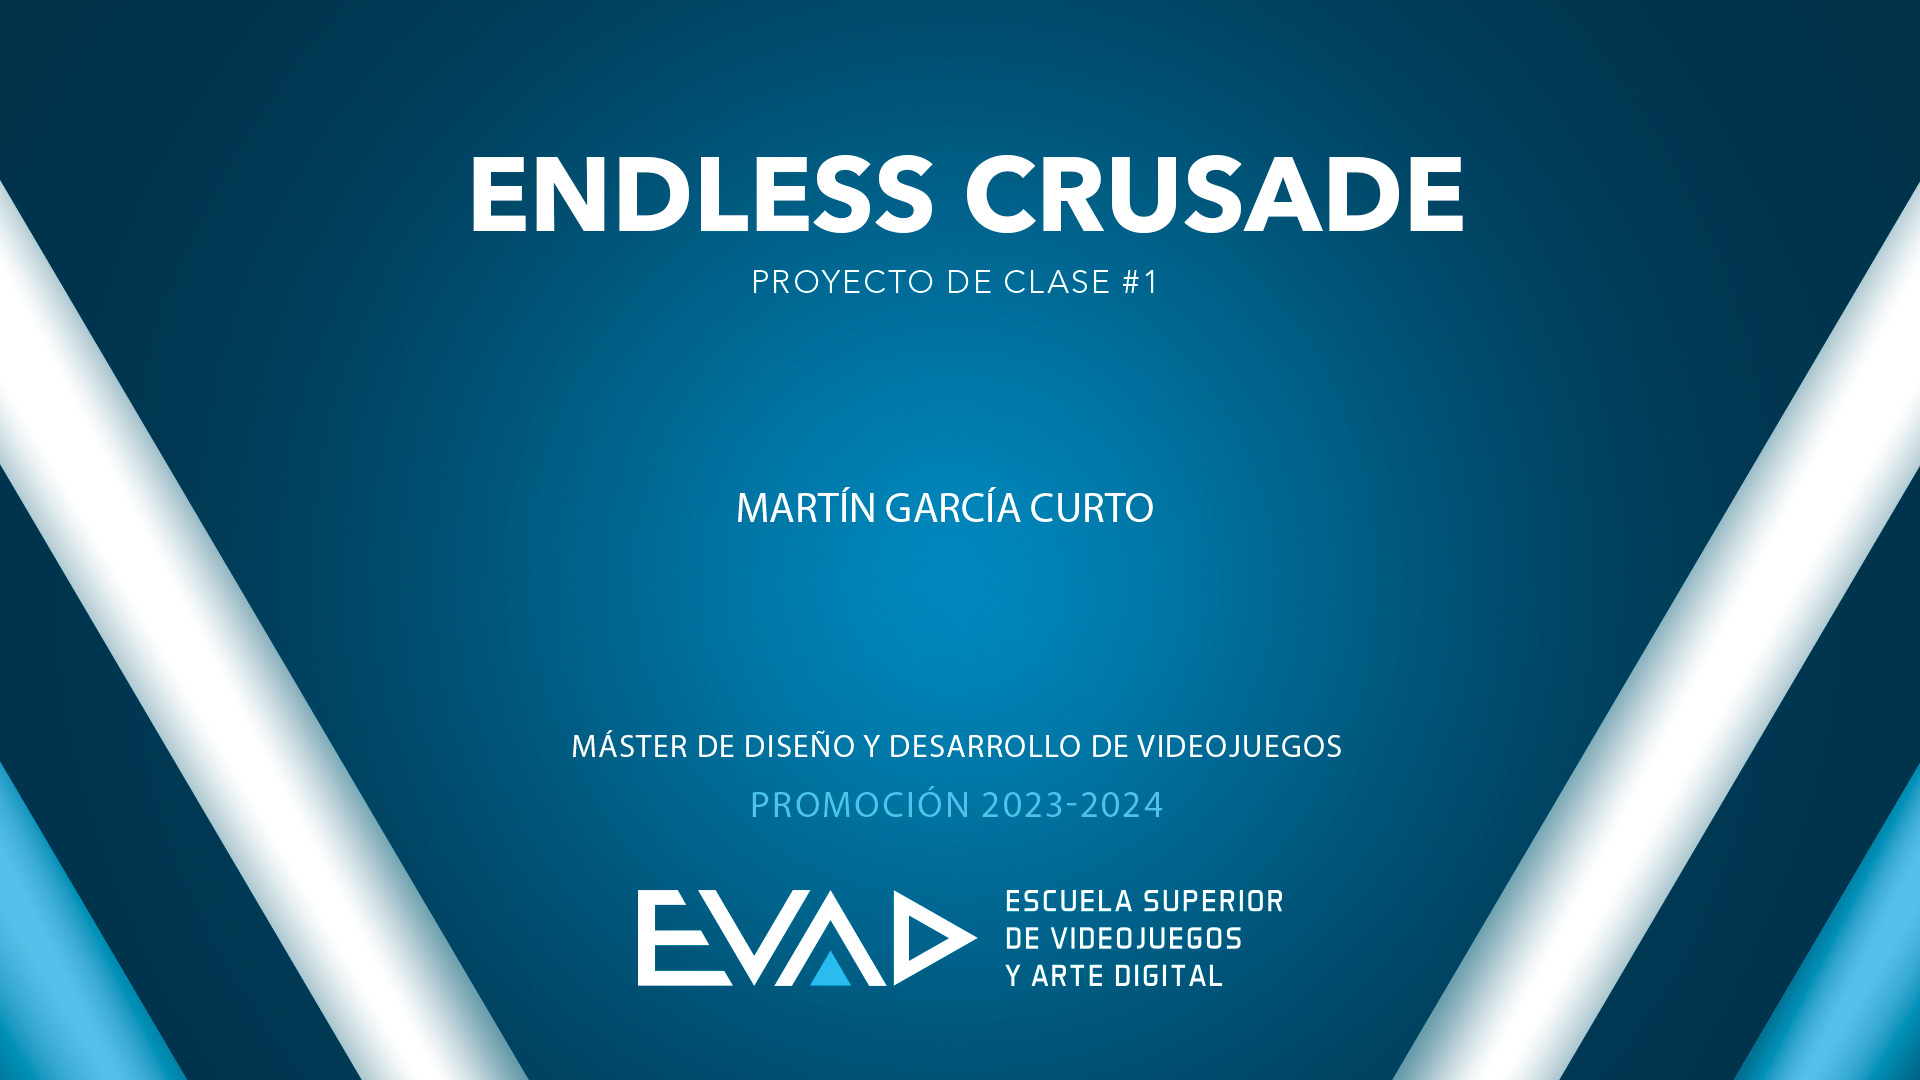 ENDLESS CRUSADE
PROYECTO DE CLASE #1
MARTÍN GARCÍA CURTO
MÁSTER DE DISEÑO Y DESARROLLO DE VIDEOJUEGOS
PROMOCIÓN 2023-2024
EVAD
ESCUELA SUPERIOR
DE VIDEOJUEGOS
Y ARTE DIGITAL